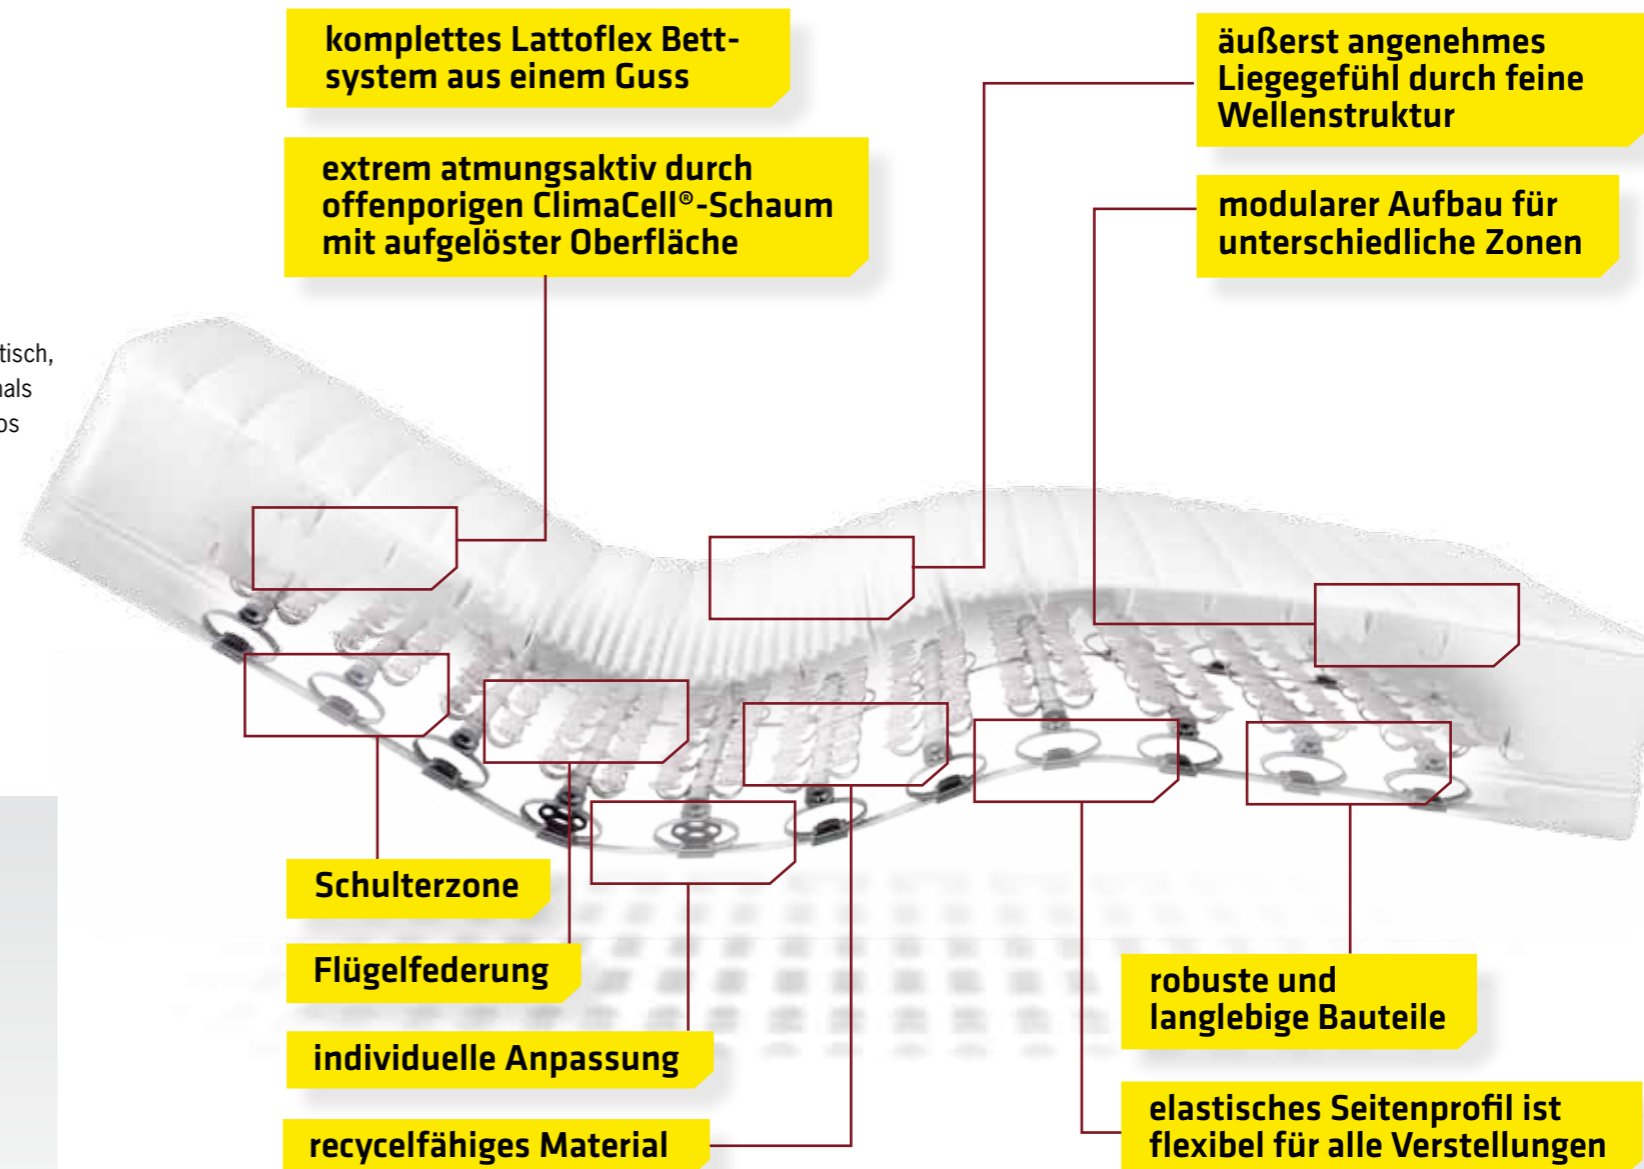 komplettes Lattoflex Bett-
system aus einem Guss
extrem atmungsaktiv durch
offenporigen ClimaCell®-Schaum
mit aufgelöster Oberfläche
äußerst angenehmes
Liegegefühl durch feine
Wellenstruktur
modularer Aufbau für
unterschiedliche Zonen
tisch,
als
os
Schulterzone
Flügelfederung
individuelle Anpassung
recycelfähiges Material
robuste und
langlebige Bauteile
elastisches Seitenprofil ist
flexibel für alle Verstellungen